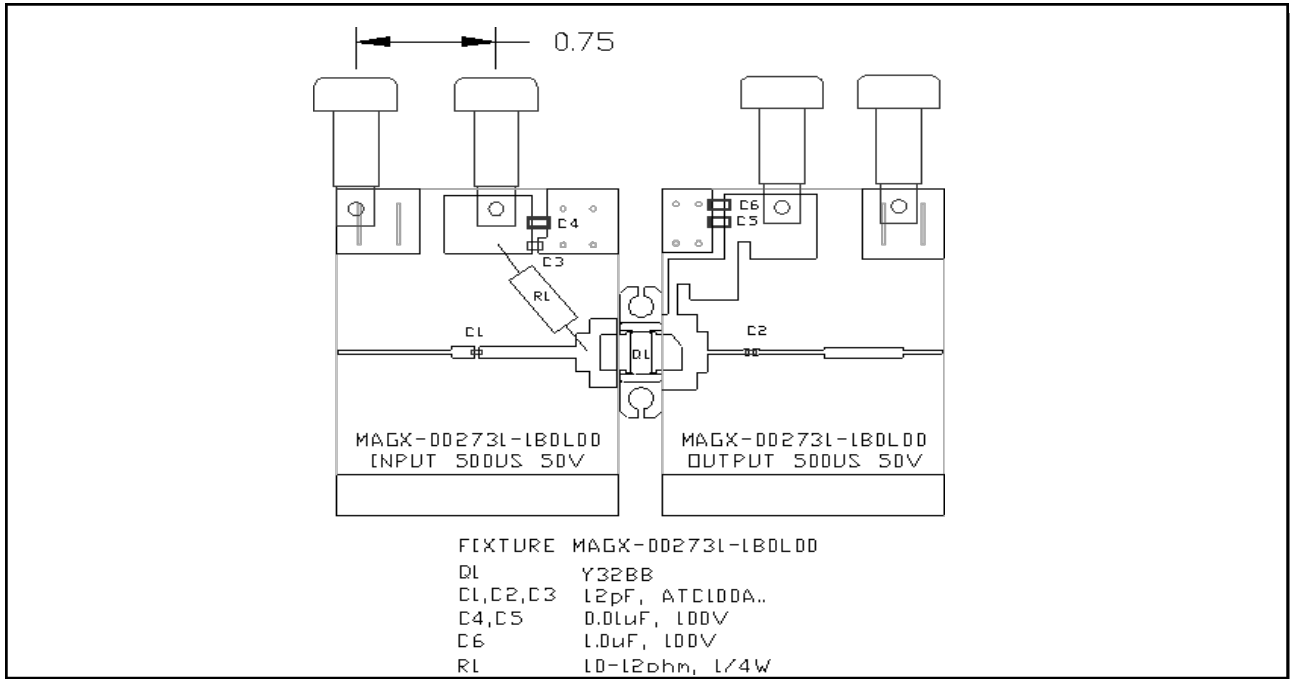 0.75
C6
C5
C4
C3
R1
C1
C2
Q1
MAGX-002731-180L00
INPUT 500US 50V
MAGX-002731-180L00
OUTPUT 500US 50V
FIXTURE MAGX-002731-180L00
Q1 Y3288
C1,C2,C3 12pF, ATC100A..
C4,C5 0.01uF, 100V
C6 1.0uF, 100V
R1 10-12ohm, 1/4W